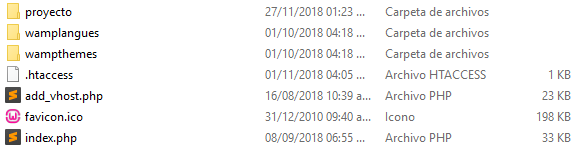 proyecto 27/11/2018 01:23 ... Carpeta de archivos
wamplangues 01/10/2018 04:18 ... Carpeta de archivos
wampthemes 01/10/2018 04:18 ... Carpeta de archivos
.htaccess 01/11/2018 04:05 ... Archivo HTACCESS 1 KB
add_vhost.php 16/08/2018 10:39 a... Archivo PHP 23 KB
favicon.ico 31/12/2010 09:40 a... Icono 198 KB
index.php 08/09/2018 06:55 ... Archivo PHP 33 KB